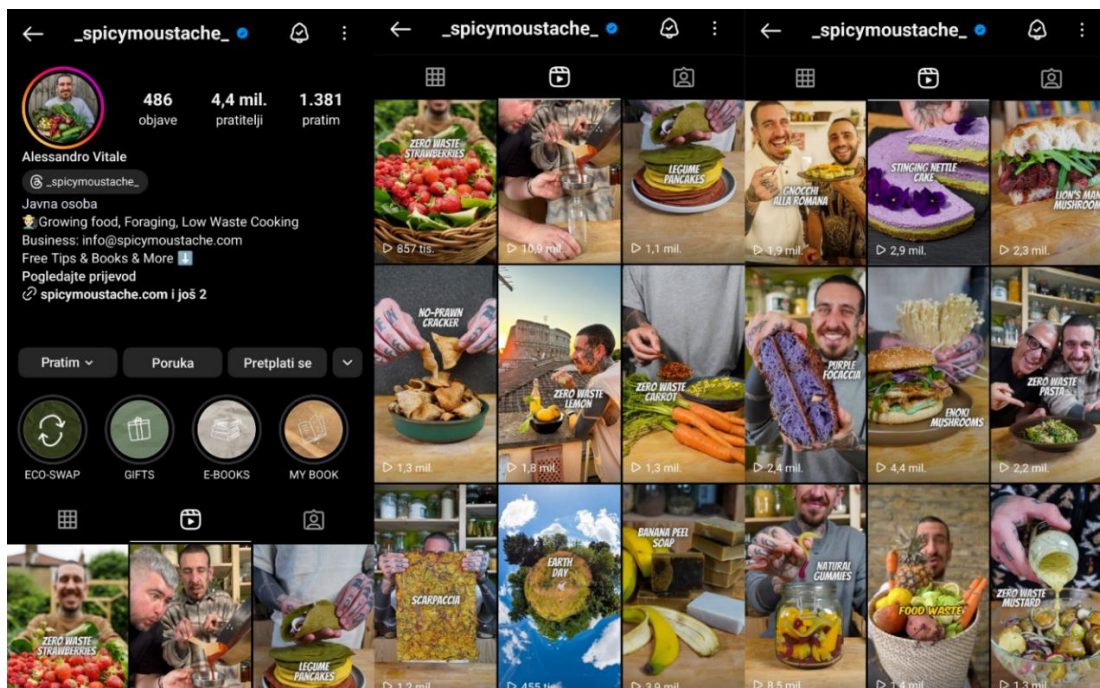 _spicymoustache_
486
objave
4,4 mil.
pratitelji
1.381
pratim
Alessandro Vitale
_spicymoustache_
Javna osoba
Growing food, Foraging, Low Waste Cooking
Business: info@spicymoustache.com
Free Tips & Books & More
Pogledajte prijevod
spicymoustache.com i još 2
Pratim
Poruka
Pretplati se
ECO-SWAP
GIFTS
E-BOOKS
MY BOOK
ZERO WASTE
STRAWBERRIES
LEGUME
PANCAKES
_spicymoustache_
ZERO WASTE
STRAWBERRIES
857 tis.
10,9 mil.
LEGUME
PANCAKES
1,1 mil.
NO-PRAWN
CRACKER
1,3 mil.
ZERO WASTE
LEMON
1,8 mil.
ZERO WASTE
CARROT
1,3 mil.
SCARPACCIA
1,2 mil.
EARTH
DAY
455 tis.
BANANA PEEL
SOAP
3,9 mil.
_spicymoustache_
GNOCCHI
ALLA ROMANA
1,9 mil.
STINGING NETTLE
CAKE
2,9 mil.
LION'S MAN
MUSHROOM
2,3 mil.
PURPLE
FOCACCIA
2,4 mil.
ENOKI
MUSHROOMS
4,4 mil.
ZERO WASTE
PASTA
2,2 mil.
NATURAL
GUMMIES
8,5 mil.
FOOD WASTE
1,4 mil.
ZERO WASTE
MUSTARD
1,3 mil.